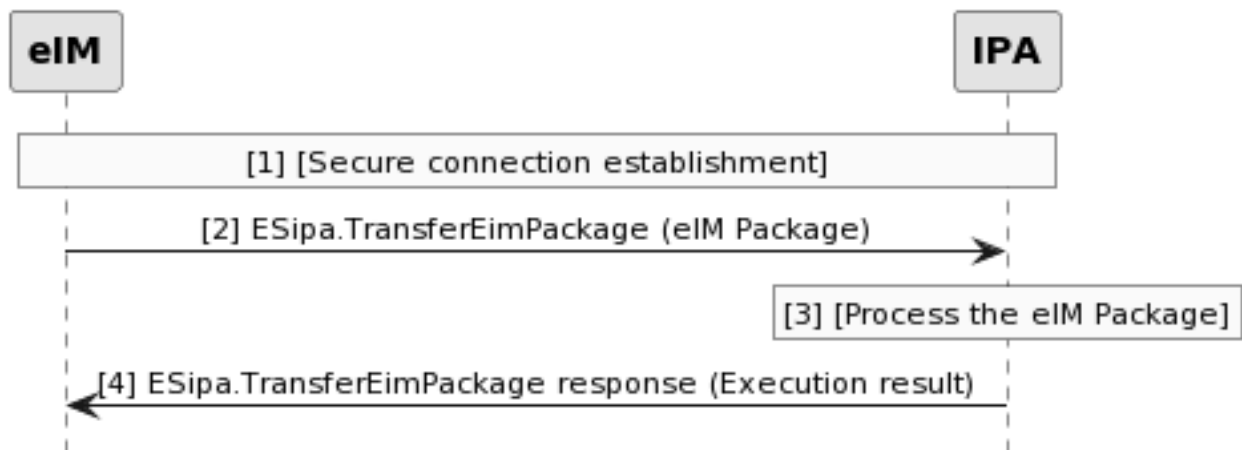 eIM
IPA
[1] [Secure connection establishment]
[2] ESipa.TransferEimPackage (eIM Package)
[3] [Process the eIM Package]
[4] ESipa.TransferEimPackage response (Execution result)